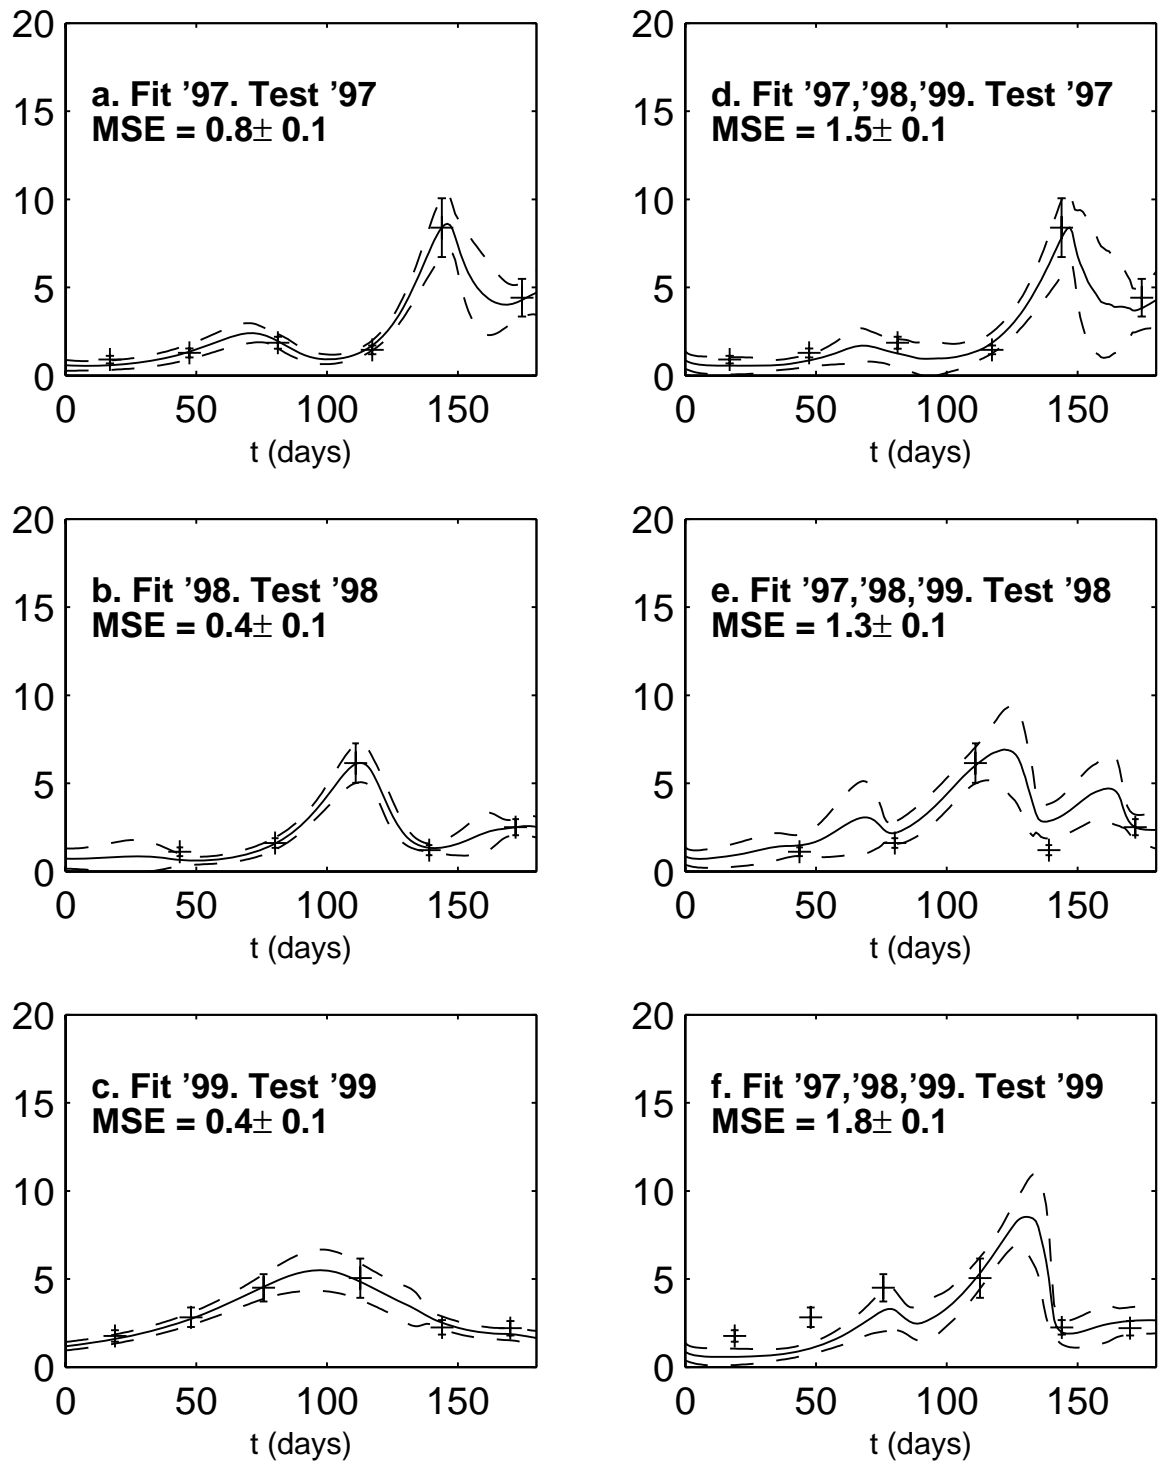 20
15
10
5
0
a. Fit ’97. Test ’97
MSE = 0.8± 0.1
0 50 100 150
t (days)
20
15
10
5
0
d. Fit ’97,’98,’99. Test ’97
MSE = 1.5± 0.1
0 50 100 150
t (days)
20
15
10
5
0
b. Fit ’98. Test ’98
MSE = 0.4± 0.1
0 50 100 150
t (days)
20
15
10
5
0
e. Fit ’97,’98,’99. Test ’98
MSE = 1.3± 0.1
0 50 100 150
t (days)
20
15
10
5
0
c. Fit ’99. Test ’99
MSE = 0.4± 0.1
0 50 100 150
t (days)
20
15
10
5
0
f. Fit ’97,’98,’99. Test ’99
MSE = 1.8± 0.1
0 50 100 150
t (days)